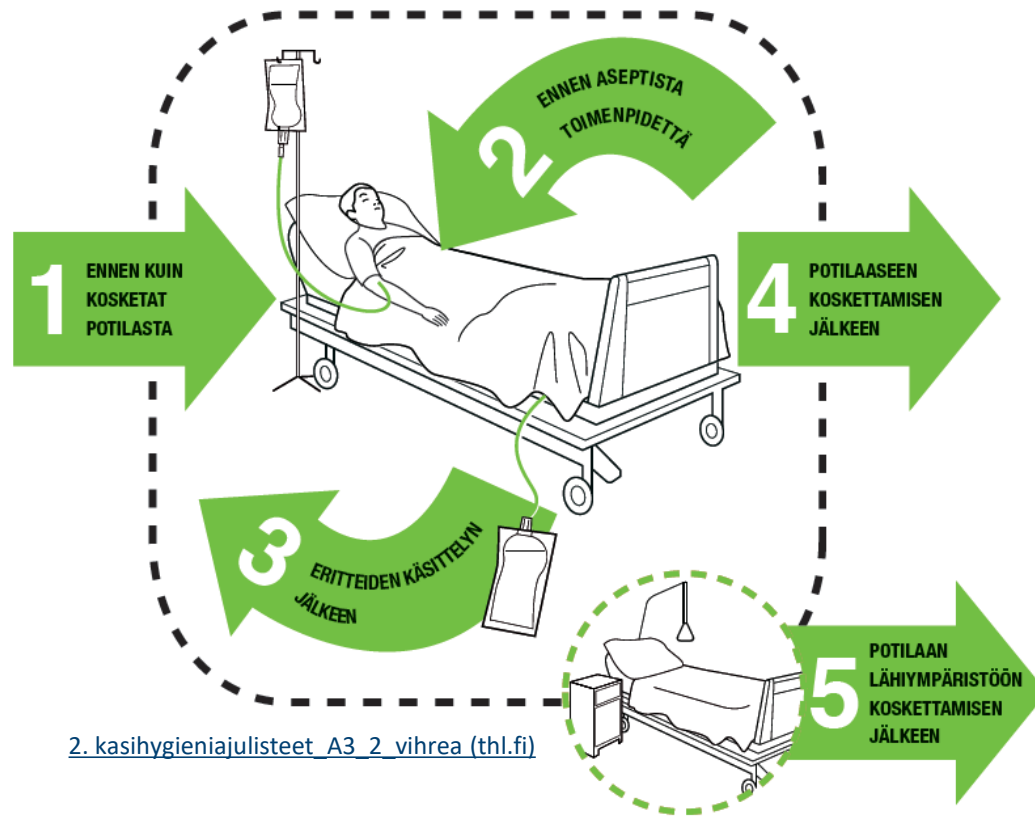 1
ENNEN KUIN
KOSKETAT
POTILASTA
2
ENNEN ASEPTISTA
TOIMENPIDETTÄ
3
ERITTEIDEN KÄSITTELYN
JÄLKEEN
4
POTILAASEEN
KOSKETTAMISEN
JÄLKEEN
5
POTILAAN
LÄHIYMPÄRISTÖÖN
KOSKETTAMISEN
JÄLKEEN
2. kasihygieniajulisteet_A3_2_vihrea (thl.fi)